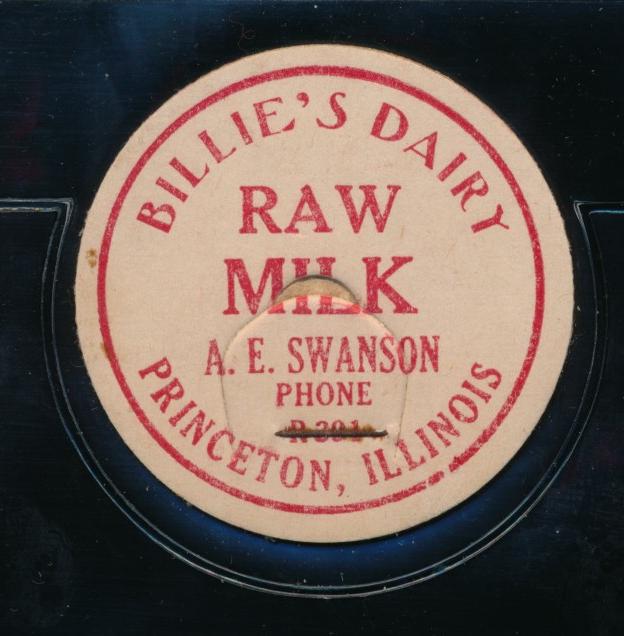 BILLIE'S DAIRY
RAW
MILK
A. E. SWANSON
PHONE
PRINCETON, ILLINOIS